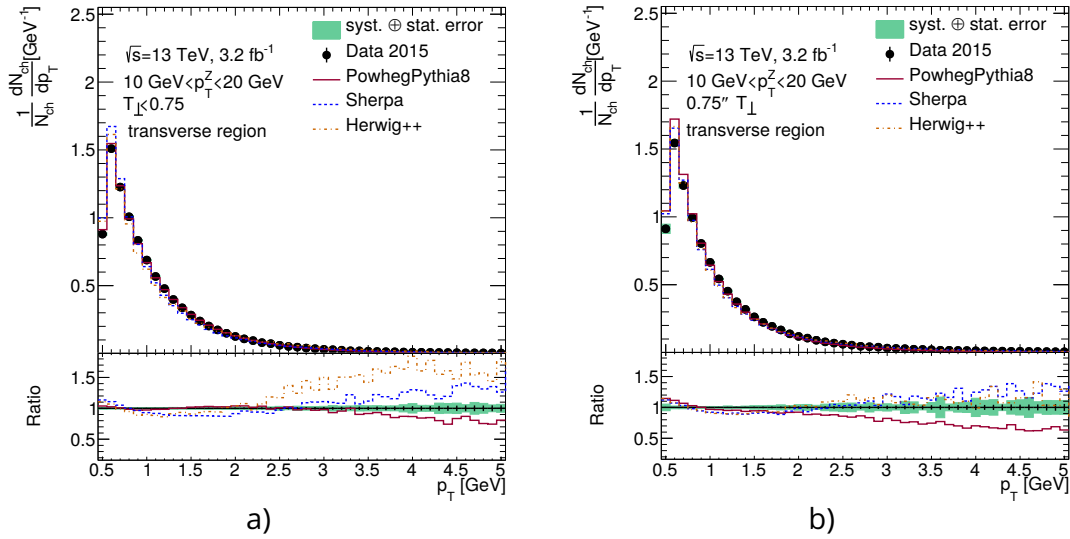 1/N_ch dN_ch/dp_T [GeV⁻¹]
2.5
2
1.5
1
0.5
a)
syst. ⊕ stat. error
√s=13 TeV, 3.2 fb⁻¹
Data 2015
10 GeV<p_T^Z<20 GeV
PowhegPythia8
T⊥<0.75
Sherpa
transverse region
Herwig++
Ratio
1.5
1
0.5
0.5 1 1.5 2 2.5 3 3.5 4 4.5 5
p_T [GeV]
a)
1/N_ch dN_ch/dp_T [GeV⁻¹]
2.5
2
1.5
1
0.5
b)
syst. ⊕ stat. error
√s=13 TeV, 3.2 fb⁻¹
Data 2015
10 GeV<p_T^Z<20 GeV
PowhegPythia8
0.75″ T⊥
Sherpa
transverse region
Herwig++
Ratio
1.5
1
0.5
0.5 1 1.5 2 2.5 3 3.5 4 4.5 5
p_T [GeV]
b)